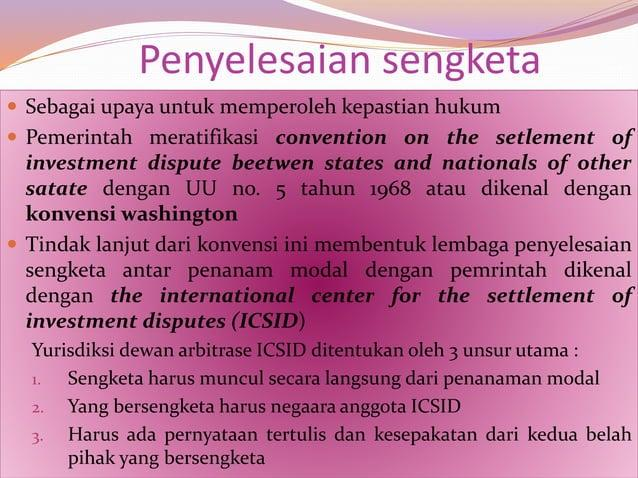 Penyelesaian sengketa
• Sebagai upaya untuk memperoleh kepastian hukum
• Pemerintah meratifikasi convention on the setlement of
investment dispute beetwen states and nationals of other
satate dengan UU no. 5 tahun 1968 atau dikenal dengan
konvensi washington
• Tindak lanjut dari konvensi ini membentuk lembaga penyelesaian
sengketa antar penanam modal dengan pemrintah dikenal
dengan the international center for the settlement of
investment disputes (ICSID)
Yurisdiksi dewan arbitrase ICSID ditentukan oleh 3 unsur utama :
1. Sengketa harus muncul secara langsung dari penanaman modal
2. Yang bersengketa harus negaara anggota ICSID
3. Harus ada pernyataan tertulis dan kesepakatan dari kedua belah
pihak yang bersengketa